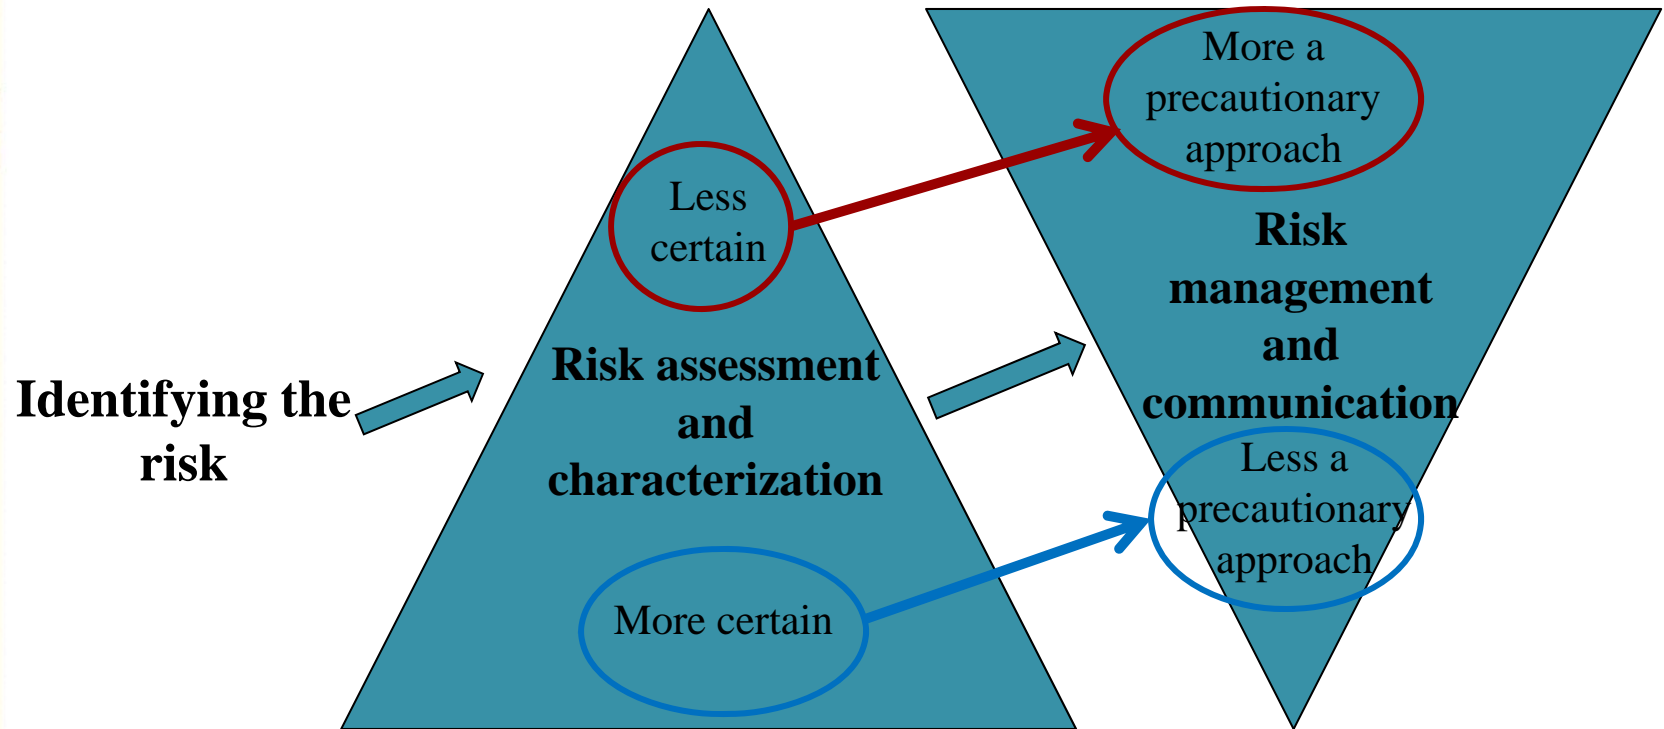 Identifying the
risk
Less
certain
Risk assessment
and
characterization
More certain
More a
precautionary
approach
Risk
management
and
communication
Less a
precautionary
approach